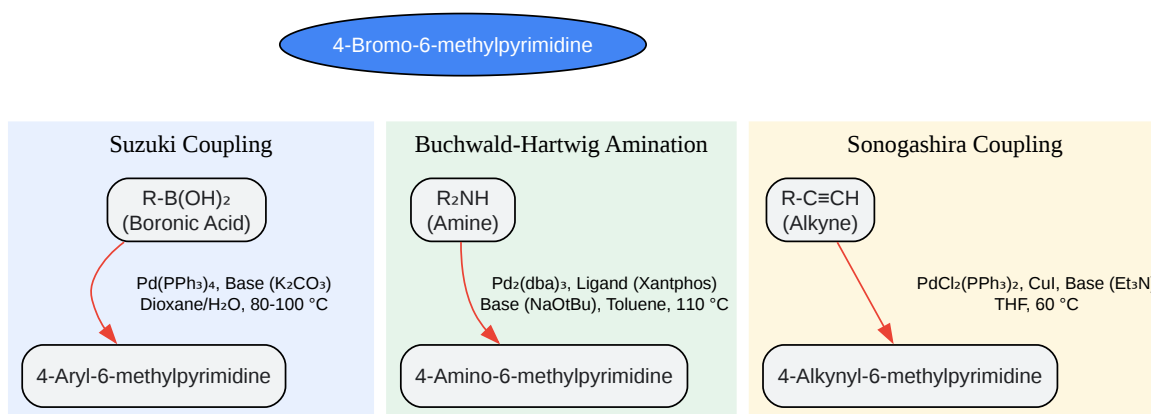 4-Bromo-6-methylpyrimidine
Suzuki Coupling
R-B(OH)₂
(Boronic Acid)
Pd(PPh₃)₄, Base (K₂CO₃)
Dioxane/H₂O, 80-100 °C
4-Aryl-6-methylpyrimidine
Buchwald-Hartwig Amination
R₂NH
(Amine)
Pd₂(dba)₃, Ligand (Xantphos)
Base (NaOtBu), Toluene, 110 °C
4-Amino-6-methylpyrimidine
Sonogashira Coupling
R-C≡CH
(Alkyne)
PdCl₂(PPh₃)₂, CuI, Base (Et₃N)
THF, 60 °C
4-Alkynyl-6-methylpyrimidine